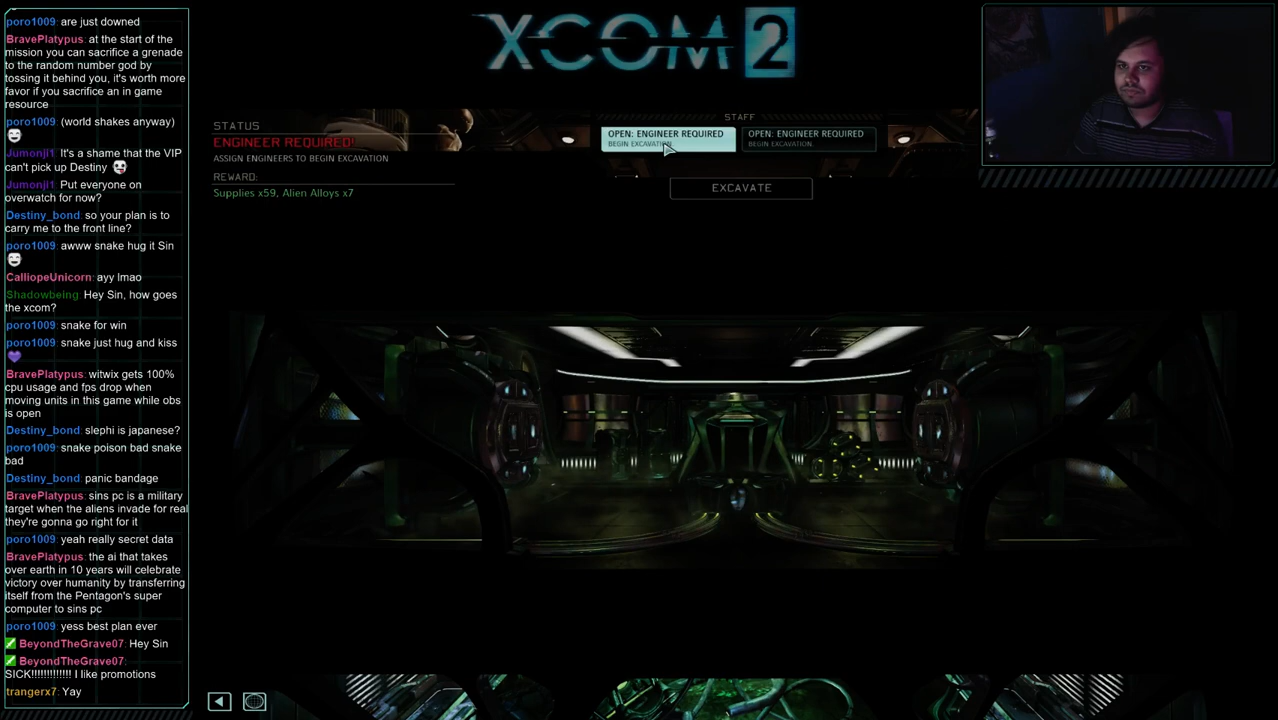 poro1009: are just downed
BravePlatypus: at the start of the
mission you can sacrifice a grenade
to the random number god by
tossing it behind you, it's worth more
favor if you sacrifice an in game
resource
poro1009: (world shakes anyway)
Jumonji1: It's a shame that the VIP
can't pick up Destiny
Jumonji1: Put everyone on
overwatch for now?
Destiny_bond: so your plan is to
carry me to the front line?
poro1009: awww snake hug it Sin
CalliopeUnicorn: ayy lmao
Shadowbeing: Hey Sin, how goes
the xcom?
poro1009: snake for win
poro1009: snake just hug and kiss
BravePlatypus: witwix gets 100%
cpu usage and fps drop when
moving units in this game while obs
is open
Destiny_bond: slephi is japanese?
poro1009: snake poison bad snake
bad
Destiny_bond: panic bandage
BravePlatypus: sins pc is a military
target when the aliens invade for real
they're gonna go right for it
poro1009: yeah really secret data
BravePlatypus: the ai that takes
over earth in 10 years will celebrate
victory over humanity by transferring
itself from the Pentagon's super
computer to sins pc
poro1009: yess best plan ever
BeyondTheGrave07: Hey Sin
BeyondTheGrave07:
SICK!!!!!!!!!!!!! I like promotions
trangerx7: Yay
XCOM 2
STATUS
ENGINEER REQUIRED!
ASSIGN ENGINEERS TO BEGIN EXCAVATION
REWARD:
Supplies x59, Alien Alloys x7
STAFF
OPEN: ENGINEER REQUIRED
BEGIN EXCAVATION.
OPEN: ENGINEER REQUIRED
BEGIN EXCAVATION.
EXCAVATE